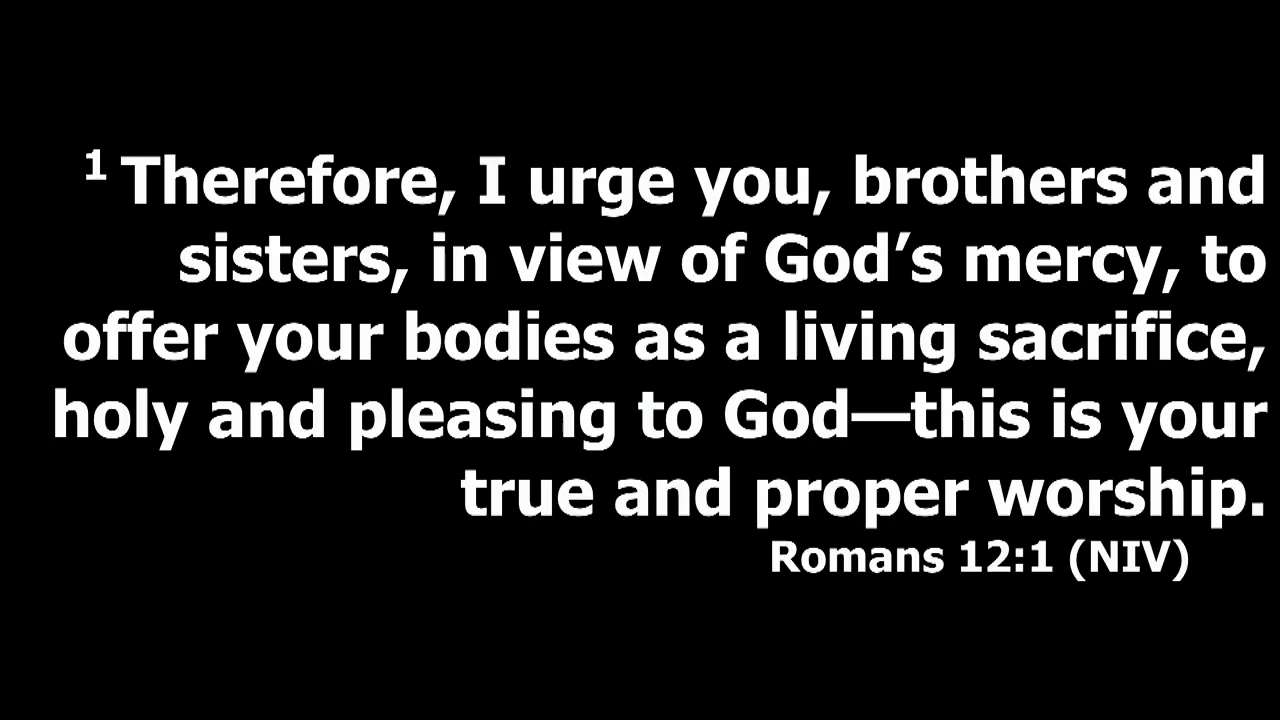 1 Therefore, I urge you, brothers and
sisters, in view of God’s mercy, to
offer your bodies as a living sacrifice,
holy and pleasing to God—this is your
true and proper worship.
Romans 12:1 (NIV)